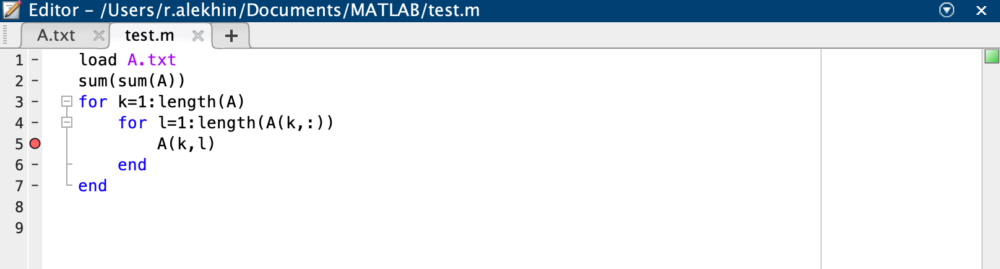 Editor – /Users/r.alekhin/Documents/MATLAB/test.m
A.txt test.m +
1 – load A.txt
2 – sum(sum(A))
3 – for k=1:length(A)
4 – for l=1:length(A(k,:))
5 A(k,l)
6 – end
7 – end
8
9